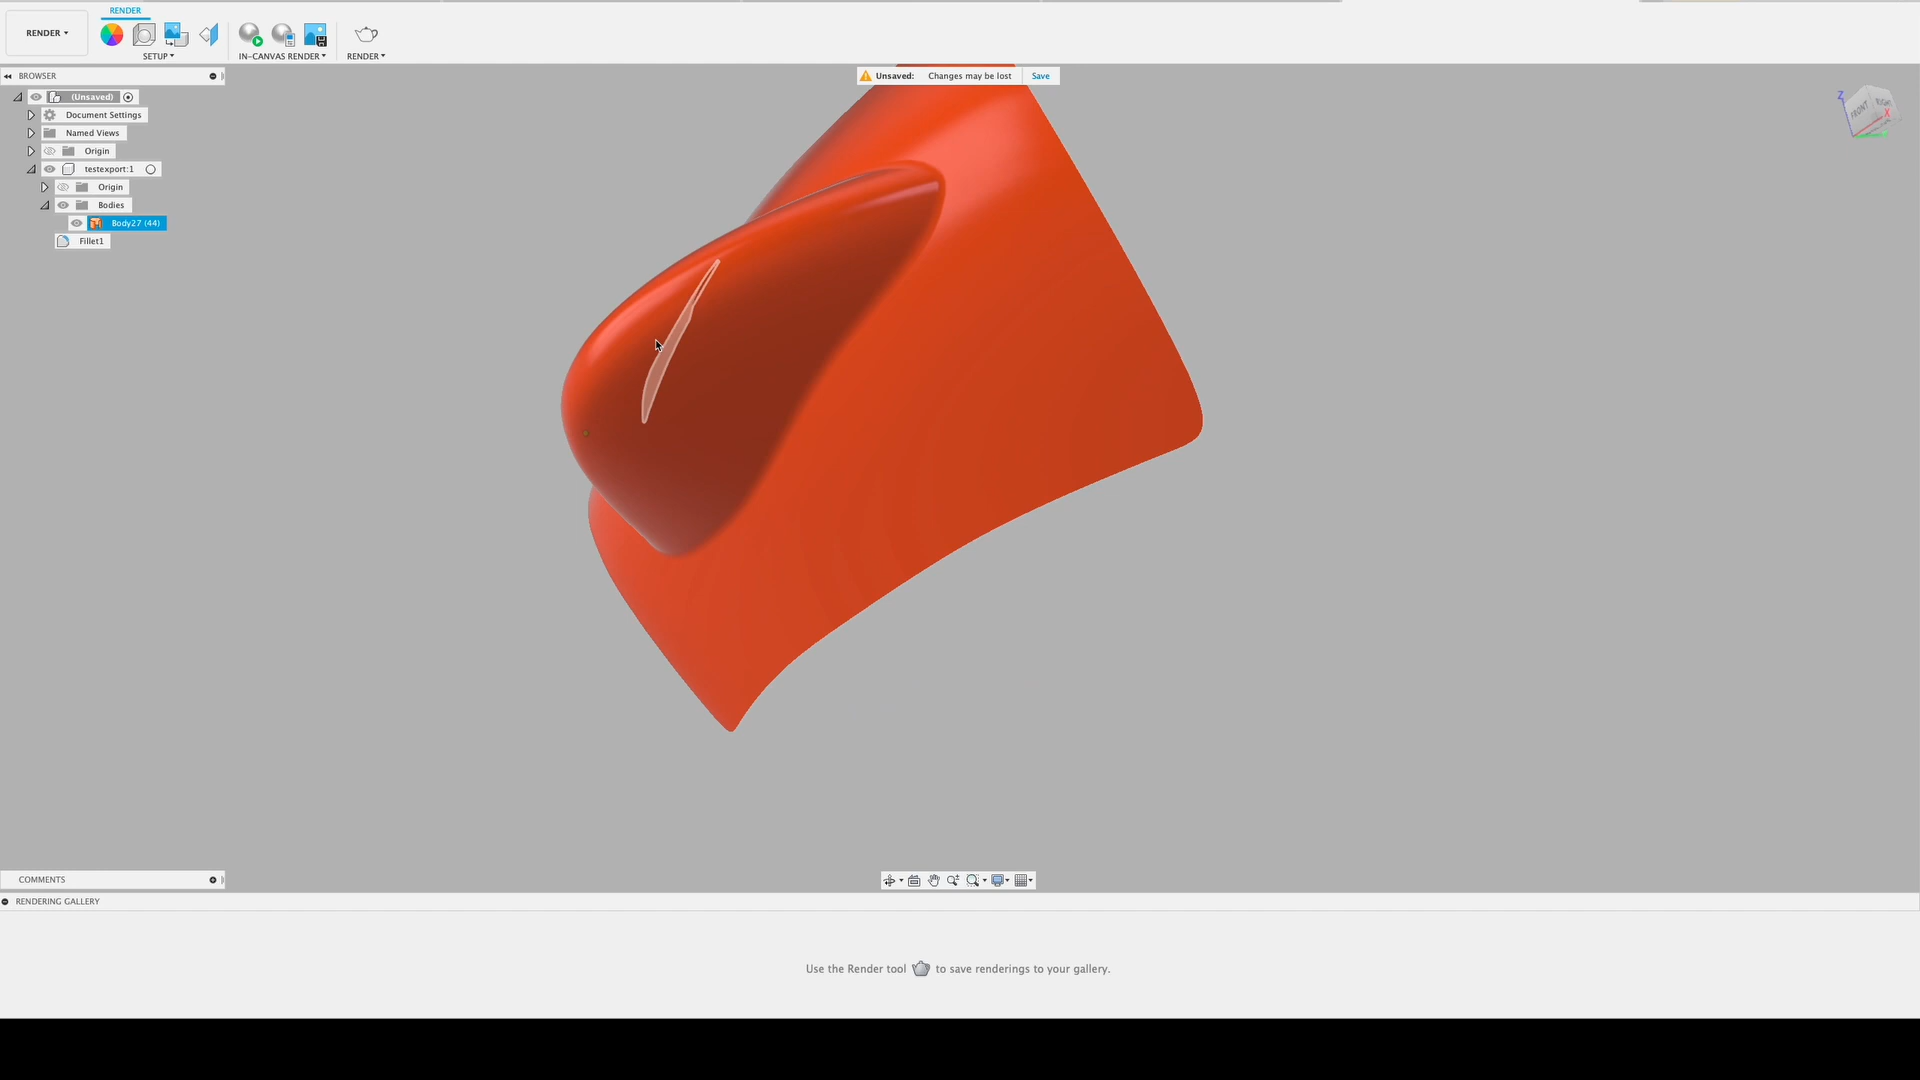 RENDER
RENDER
SETUP
IN-CANVAS RENDER
RENDER
BROWSER
Unsaved: Changes may be lost Save
(Unsaved)
Document Settings
Named Views
Origin
testexport:1
Origin
Bodies
Body27 (44)
Fillet1
Z
FRONT
RIGHT
X
COMMENTS
RENDERING GALLERY
Use the Render tool to save renderings to your gallery.